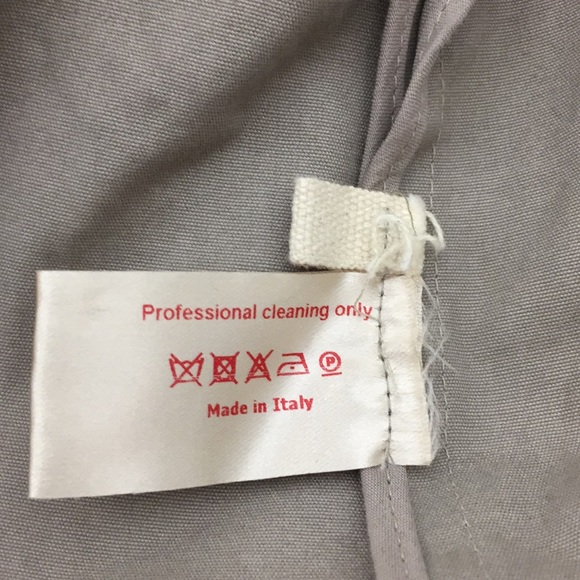 Professional cleaning only
P
Made in Italy